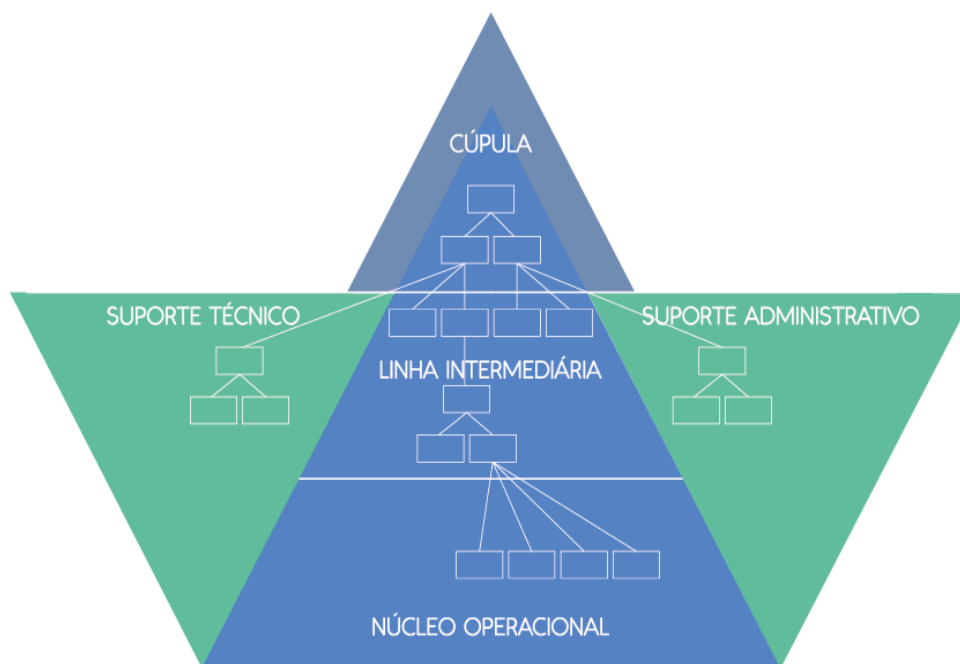 CÚPULA
SUPORTE TÉCNICO
SUPORTE ADMINISTRATIVO
LINHA INTERMEDIÁRIA
NÚCLEO OPERACIONAL